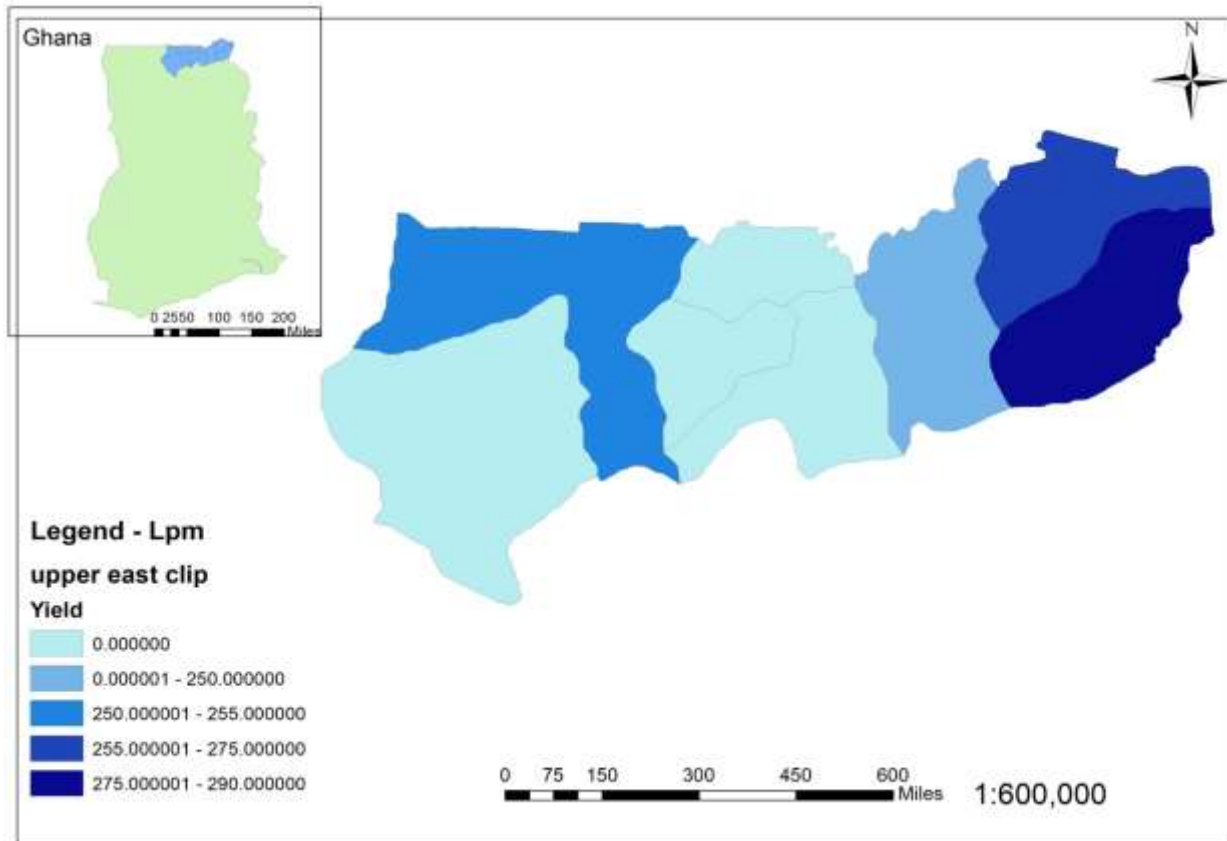 Ghana
N
0 2550 100 150 200
Miles
Legend - Lpm
upper east clip
Yield
0.000000
0.000001 - 250.000000
250.000001 - 255.000000
255.000001 - 275.000000
275.000001 - 290.000000
0 75 150 300 450 600
Miles
1:600,000